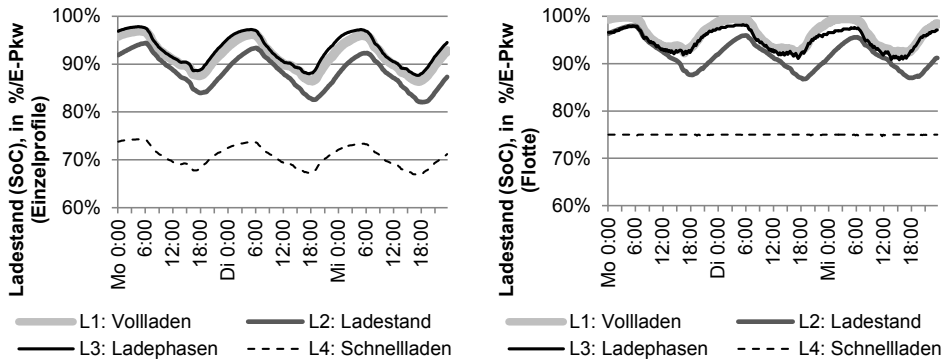 Ladestand (SoC), in %/E-Pkw
(Einzelprofile)
100%
90%
80%
70%
60%
Mo 0:00
6:00
12:00
18:00
Di 0:00
6:00
12:00
18:00
Mi 0:00
6:00
12:00
18:00
L1: Vollladen
L2: Ladestand
L3: Ladephasen
L4: Schnellladen
Ladestand (SoC), in %/E-Pkw
(Flotte)
100%
90%
80%
70%
60%
Mo 0:00
6:00
12:00
18:00
Di 0:00
6:00
12:00
18:00
Mi 0:00
6:00
12:00
18:00
L1: Vollladen
L2: Ladestand
L3: Ladephasen
L4: Schnellladen